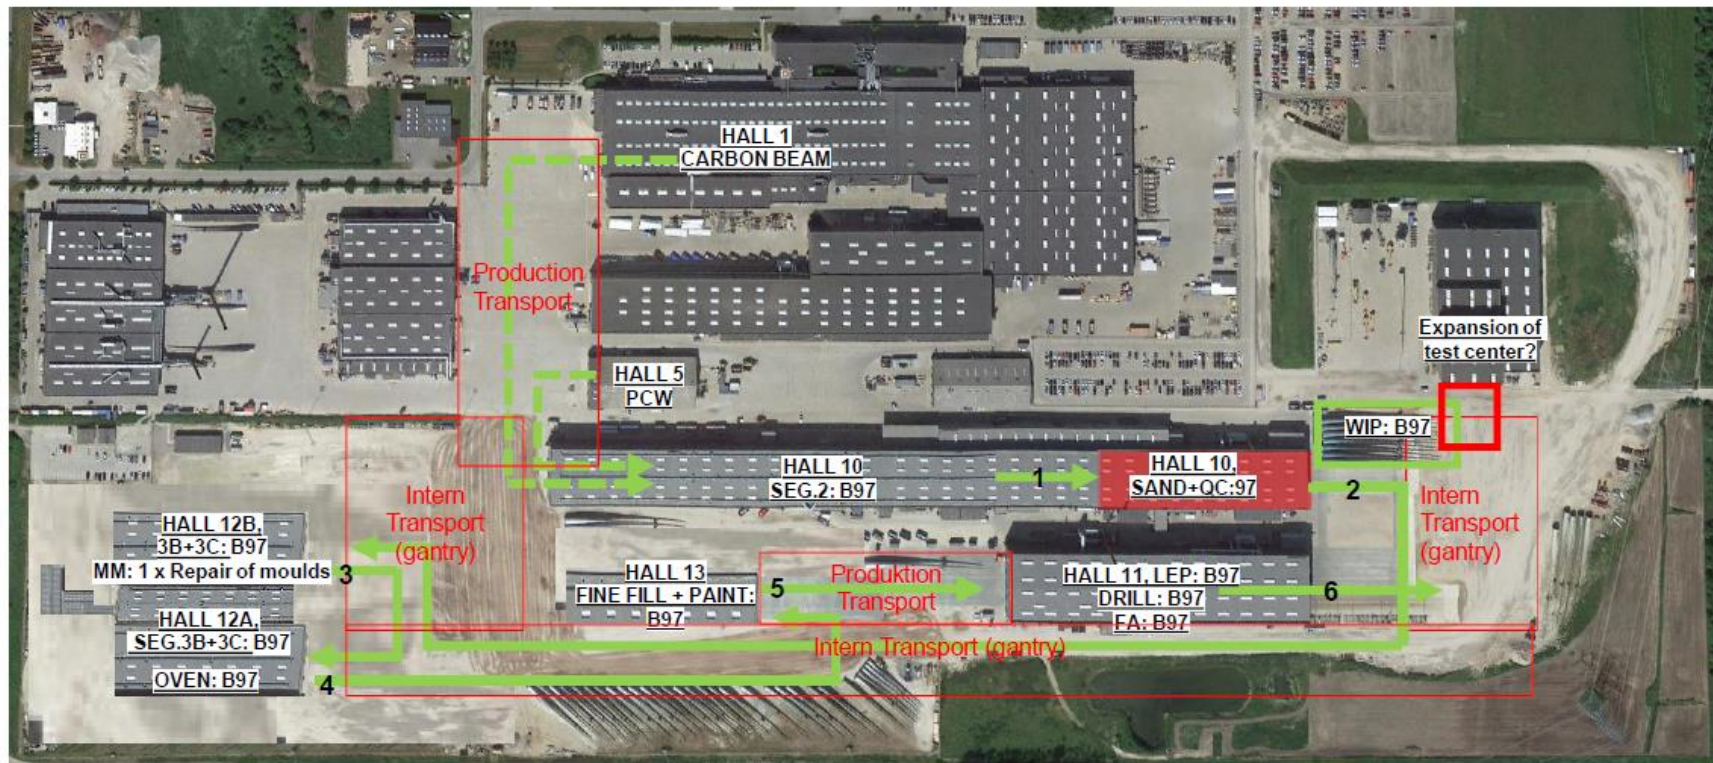 HALL 1
CARBON BEAM
Production
Transport
Expansion of
test center?
HALL 5
PCW
WIP: B97
HALL 10
SEG.2: B97
1
HALL 10,
SAND+QC:97
2
Intern
Transport
(gantry)
Intern
Transport
(gantry)
HALL 12B,
3B+3C: B97
MM: 1 x Repair of moulds
3
HALL 13
FINE FILL + PAINT:
B97
5
Produktion
Transport
HALL 11, LEP: B97
DRILL: B97
FA: B97
6
HALL 12A,
SEG.3B+3C: B97
OVEN: B97
4
Intern Transport (gantry)